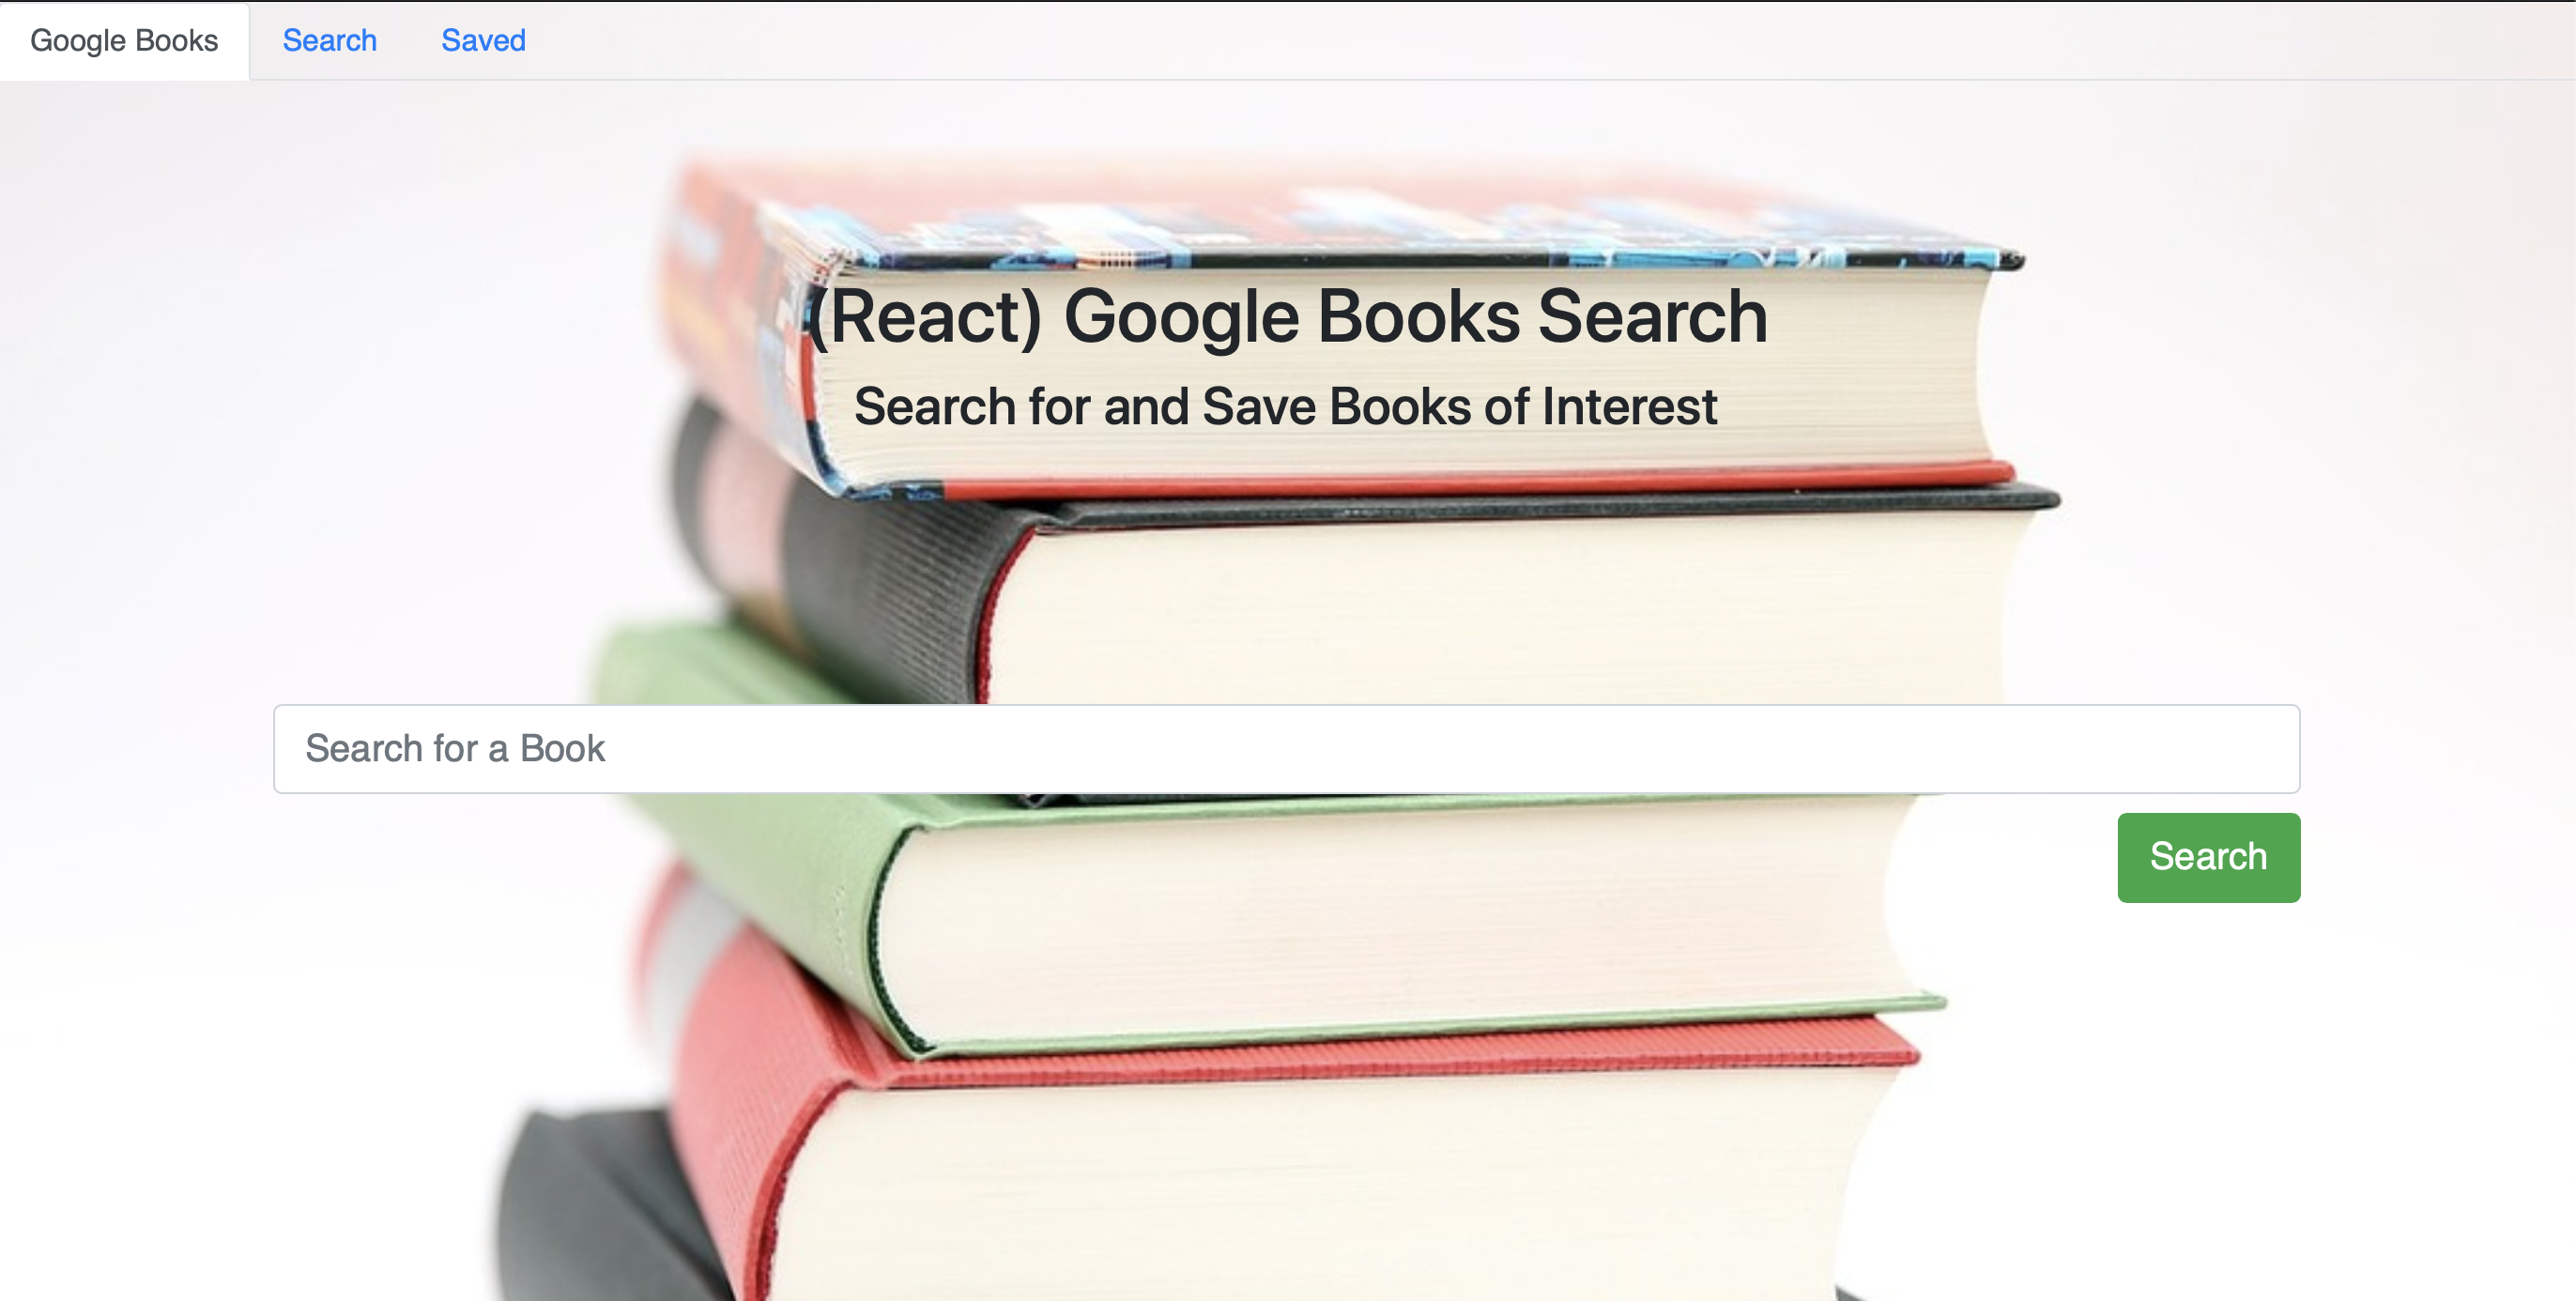 Google Books Search Saved
(React) Google Books Search
Search for and Save Books of Interest
Search for a Book
Search